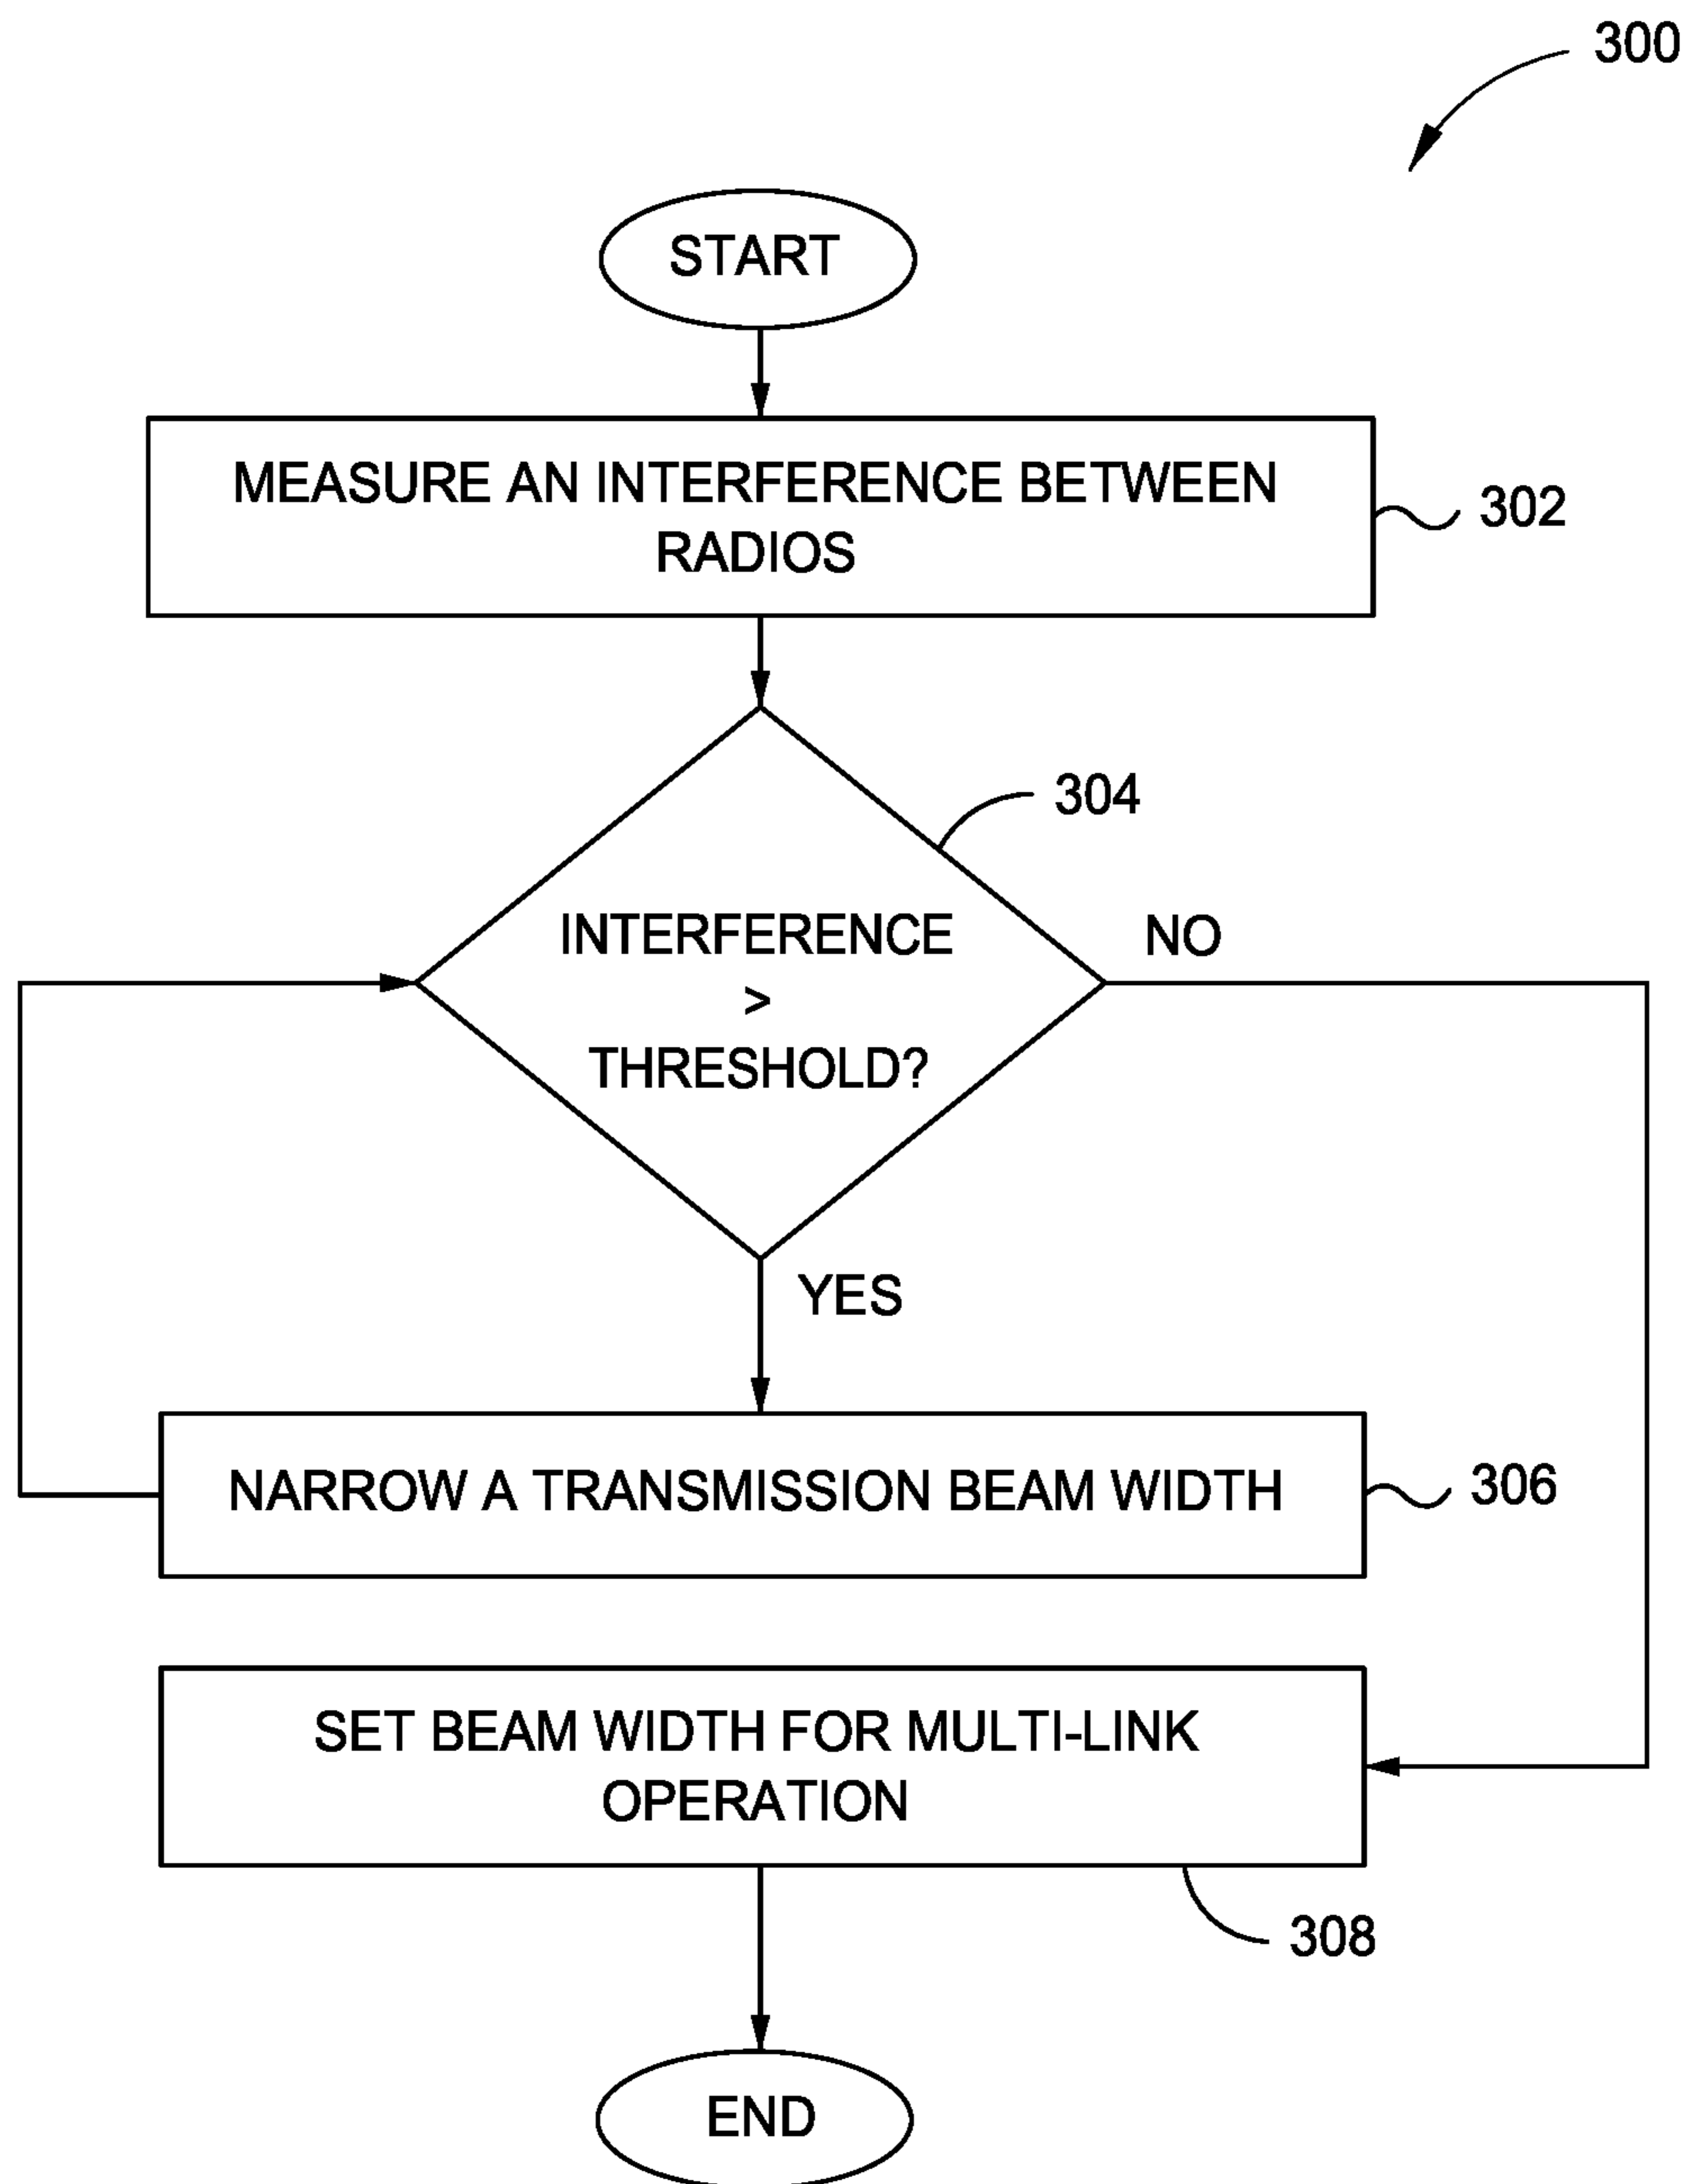 300
START
MEASURE AN INTERFERENCE BETWEEN
RADIOS
302
304
INTERFERENCE
>
THRESHOLD?
NO
YES
NARROW A TRANSMISSION BEAM WIDTH
306
SET BEAM WIDTH FOR MULTI-LINK
OPERATION
308
END